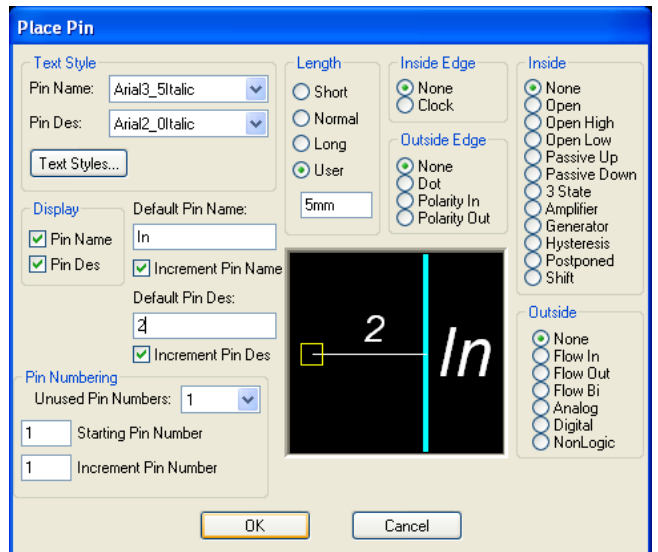 Place Pin
Text Style
Pin Name: Arial3_5Italic
Pin Des: Arial2_0Italic
Text Styles...
Display
Pin Name
Pin Des
Default Pin Name:
In
Increment Pin Name
Default Pin Des:
2
Increment Pin Des
Pin Numbering
Unused Pin Numbers: 1
1 Starting Pin Number
1 Increment Pin Number
Length
Short
Normal
Long
User
5mm
Inside Edge
None
Clock
Outside Edge
None
Dot
Polarity In
Polarity Out
2 In
Inside
None
Open
Open High
Open Low
Passive Up
Passive Down
3 State
Amplifier
Generator
Hysteresis
Postponed
Shift
Outside
None
Flow In
Flow Out
Flow Bi
Analog
Digital
NonLogic
OK Cancel